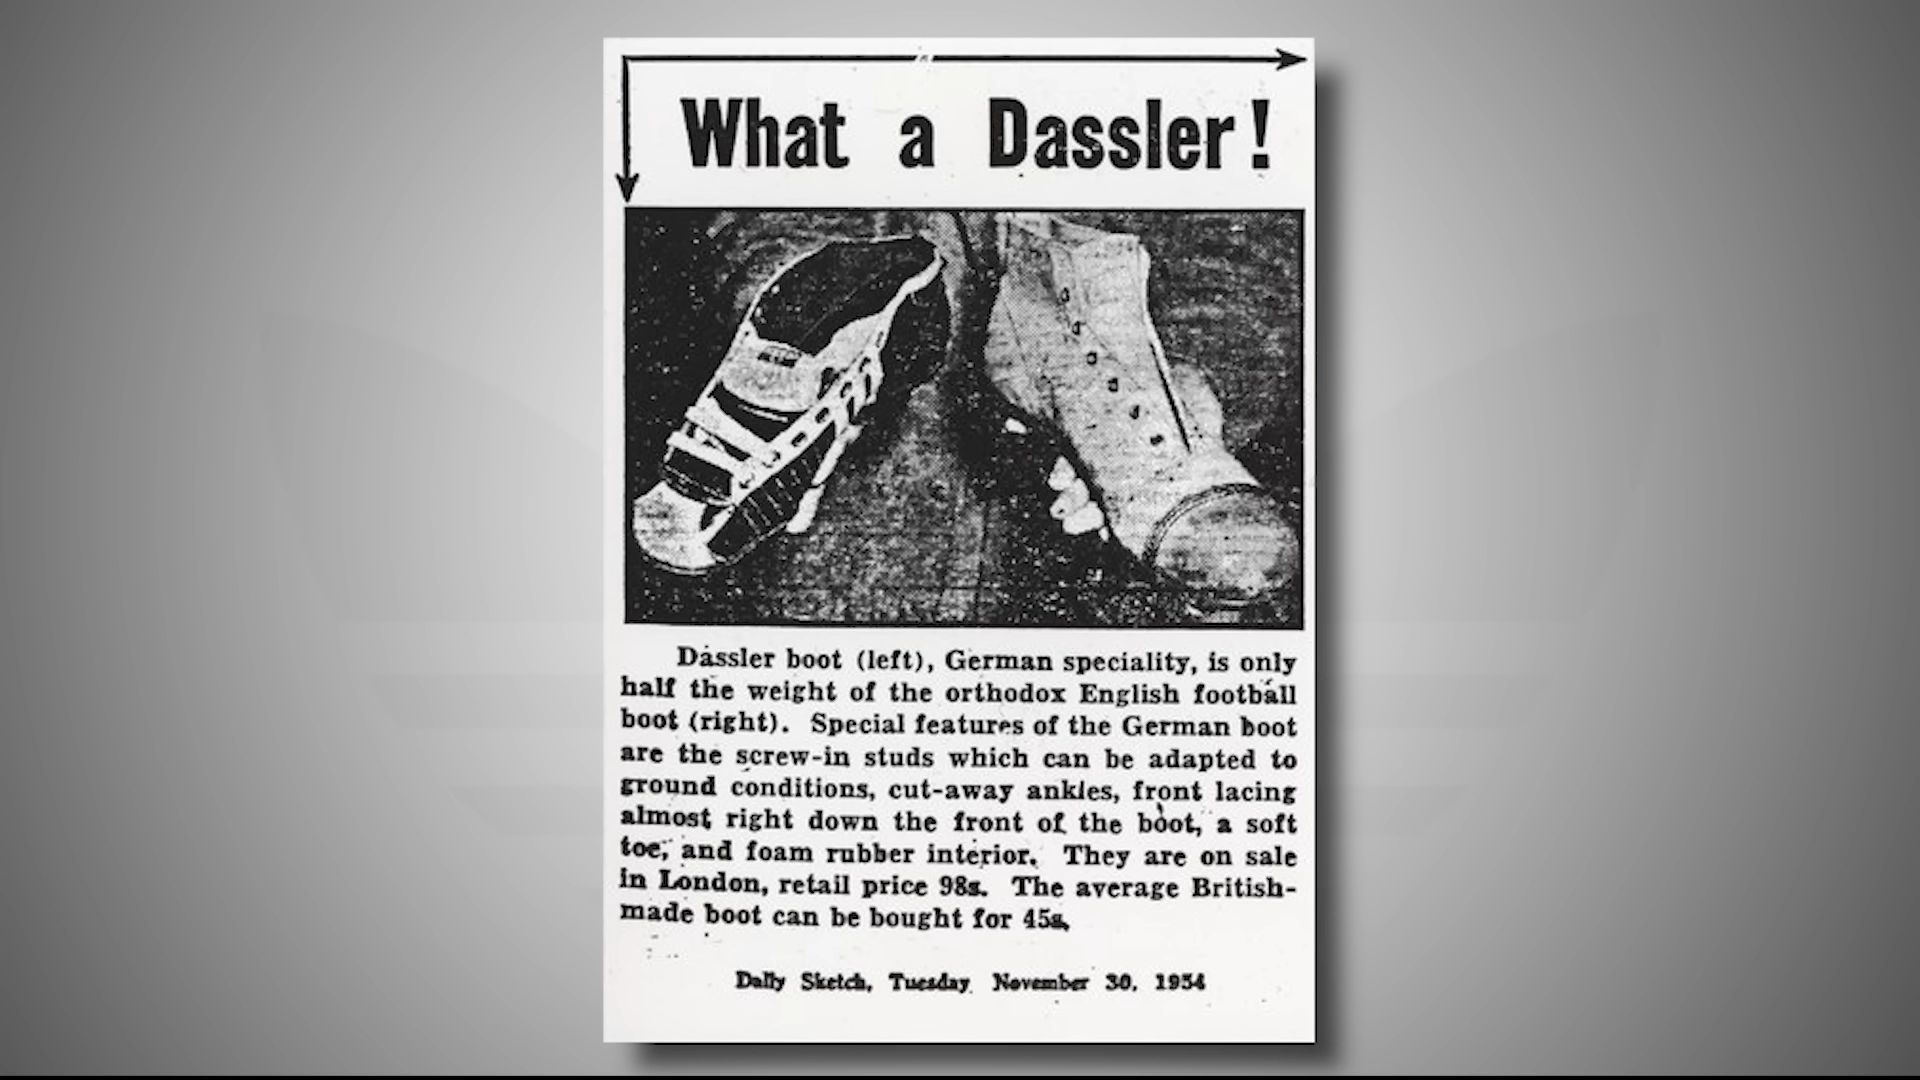 What a Dassler!
Dassler boot (left), German speciality, is only
half the weight of the orthodox English football
boot (right). Special features of the German boot
are the screw-in studs which can be adapted to
ground conditions, cut-away ankles, front lacing
almost right down the front of the boot, a soft
toe, and foam rubber interior. They are on sale
in London, retail price 98s. The average British-
made boot can be bought for 45s.
Daily Sketch, Tuesday November 30, 1954